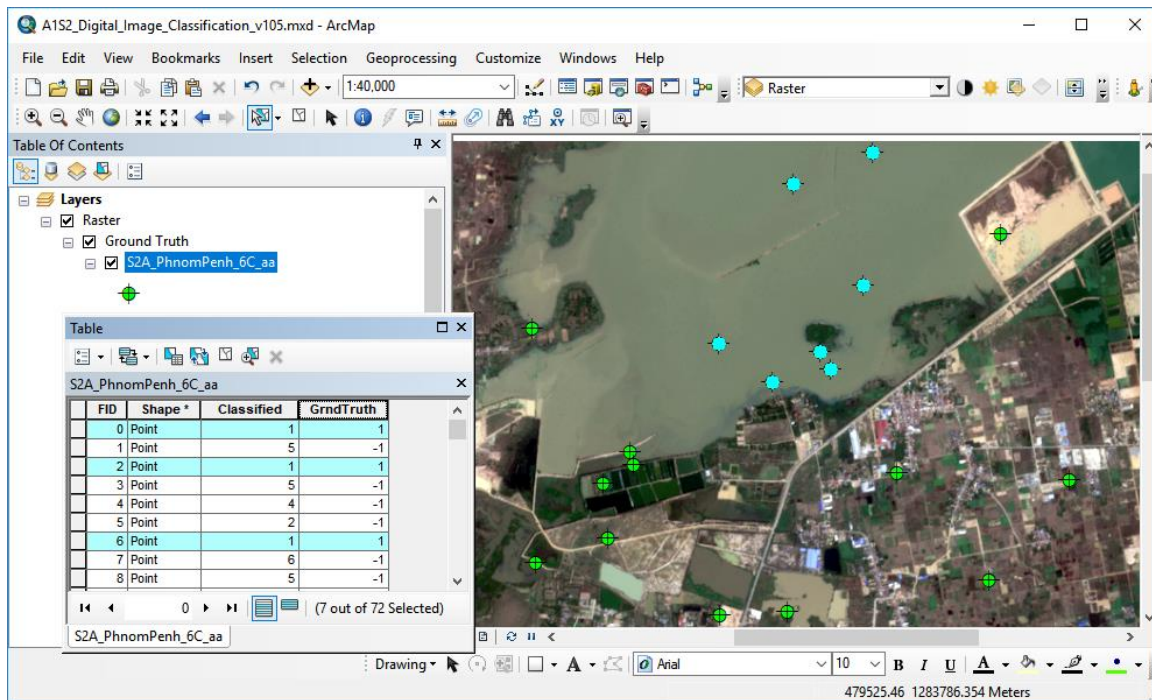 A1S2_Digital_Image_Classification_v105.mxd - ArcMap
File Edit View Bookmarks Insert Selection Geoprocessing Customize Windows Help
1:40,000
Raster
Table Of Contents
Layers
Raster
Ground Truth
S2A_PhnomPenh_6C_aa
Table
S2A_PhnomPenh_6C_aa
FID Shape * Classified GrndTruth
0 Point 1 1
1 Point 5 -1
2 Point 1 1
3 Point 5 -1
4 Point 4 -1
5 Point 2 -1
6 Point 1 1
7 Point 6 -1
8 Point 5 -1
0 (7 out of 72 Selected)
S2A_PhnomPenh_6C_aa
Drawing A Arial 10 B I U A
479525.46 1283786.354 Meters